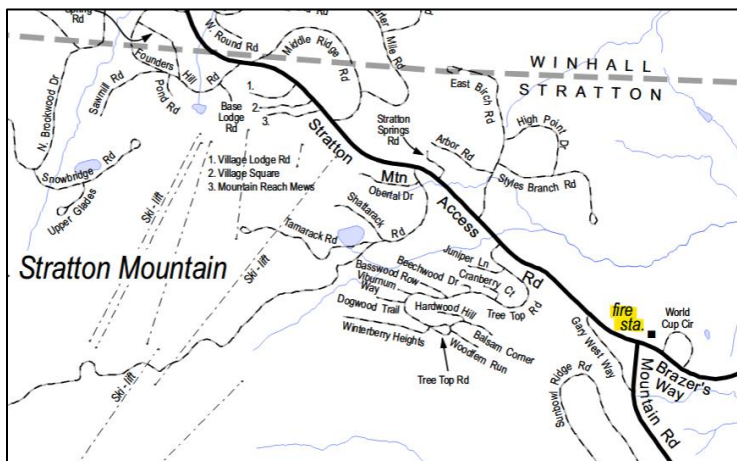 Spring
Rd
W. Round Rd
Middle Ridge
Rd
Mile Rd
Founders
Hill
Rd
Sawmill Rd
Pond Rd
N. Brookwood Dr
Base
Lodge
Rd
1.
2.
3.
WINHALL
STRATTON
East Birch Rd
High Point Dr
Stratton
Springs
Rd
Arbor Rd
Styles Branch Rd
Stratton
Mtn
Access
Rd
1. Village Lodge Rd
2. Village Square
3. Mountain Reach Mews
Obertal Dr
Shattarack
Rd
Tamarack Rd
Snowbridge
Rd
Upper Glades
Ski - lift
Ski - lift
Stratton Mountain
Juniper Ln
Beechwood Dr
Cranberry Ct
Basswood Row
Viburnum
Way
Hardwood Hill
Tree Top Rd
Dogwood Trail
Winterberry Heights
Balsam Corner
Woodfern Run
Tree Top Rd
fire
sta.
World
Cup Cir
Gary West Way
Brazer's
Way
Mountain Rd
Sunbowl Ridge Rd
Ski - lift
Ski - lift